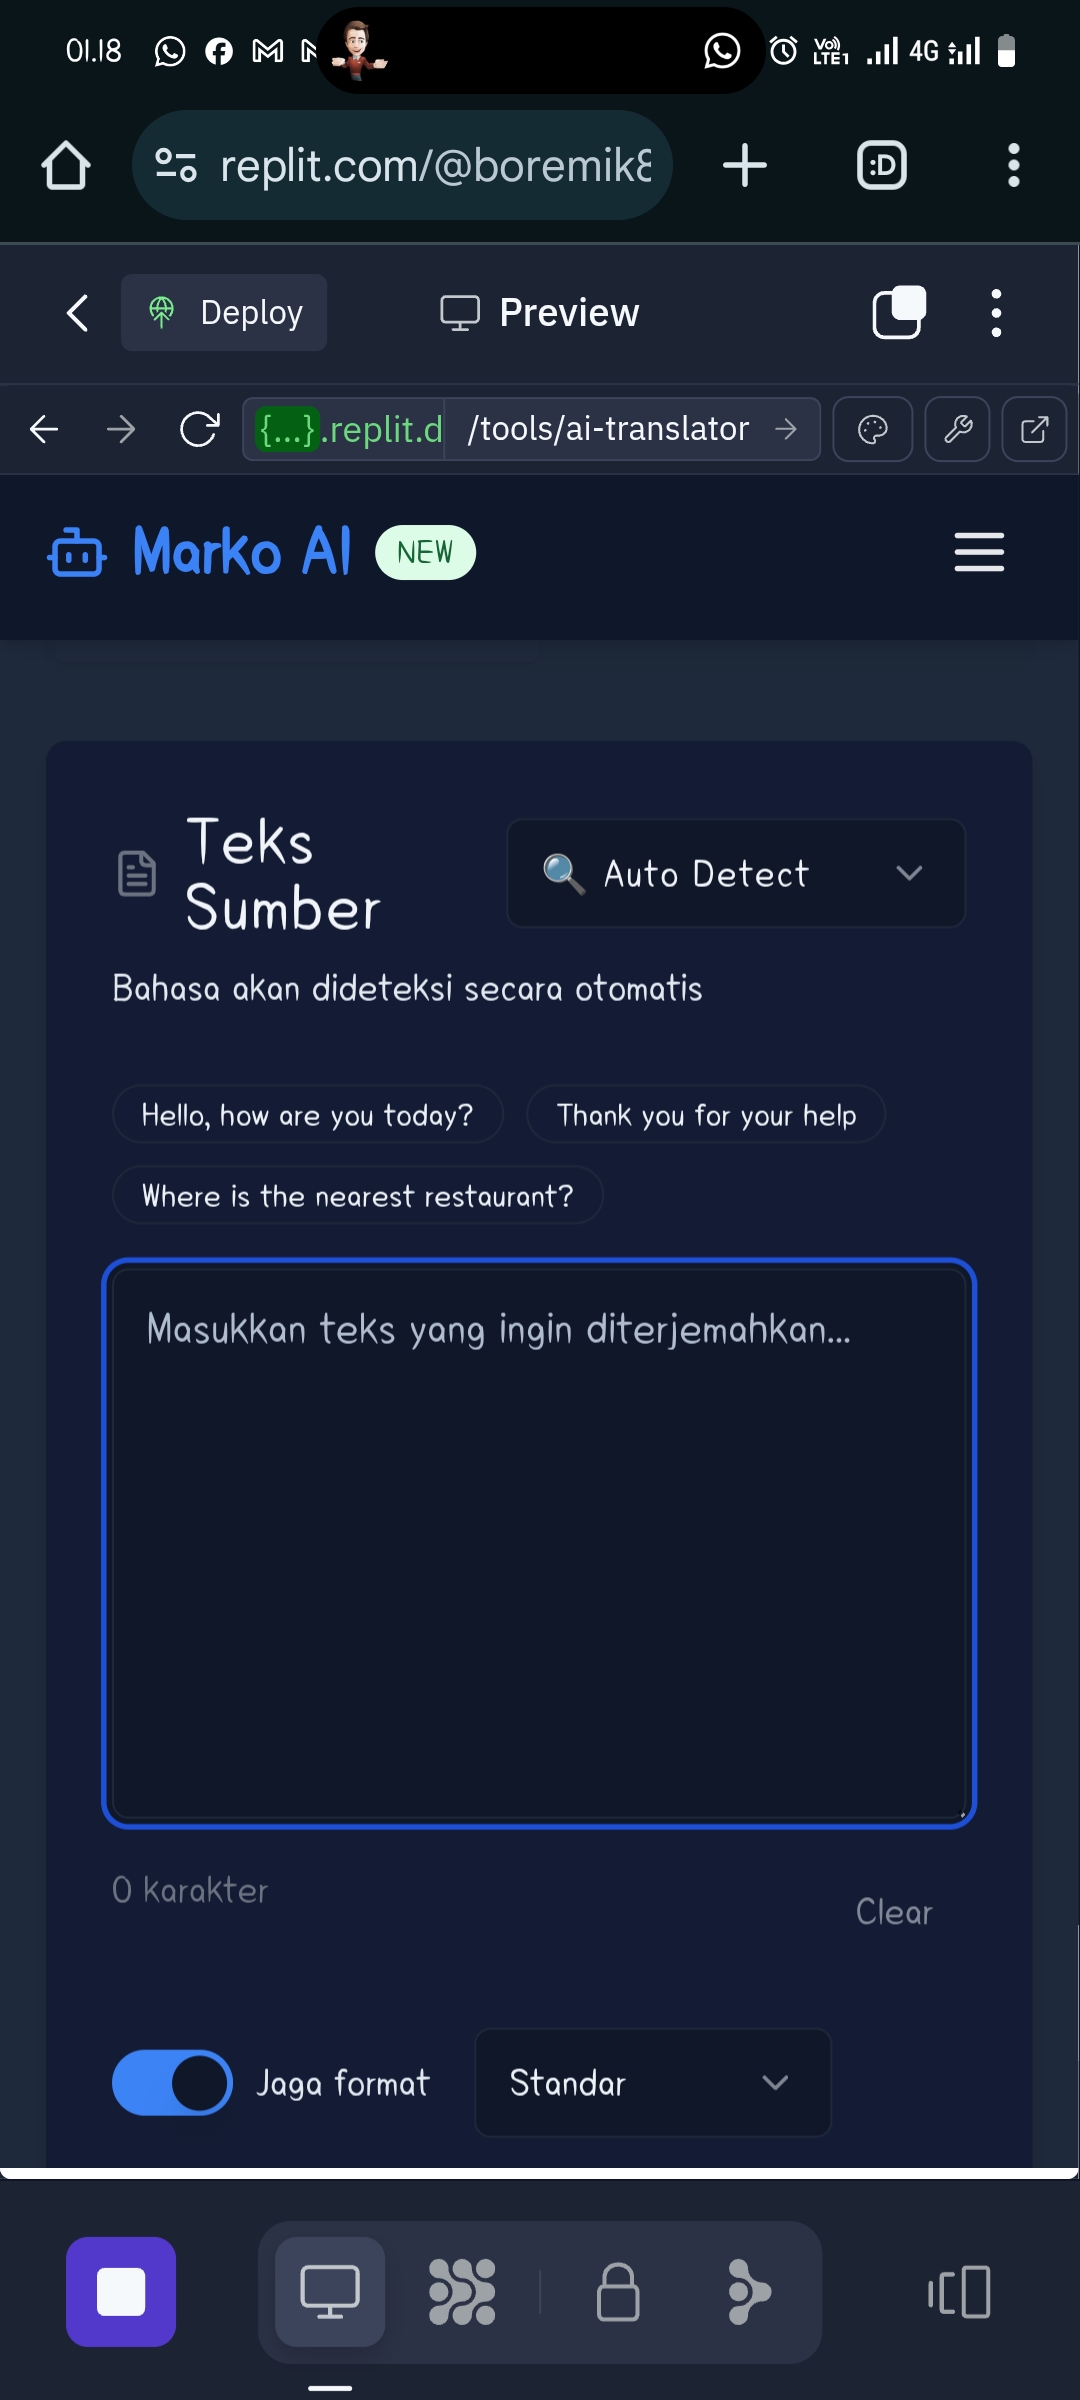 01.18
Vo)) LTE1 4G
replit.com/@boremik8
:D
Deploy
Preview
{...}.replit.d
/tools/ai-translator
Marko AI NEW
Teks
Sumber
🔍 Auto Detect
Bahasa akan dideteksi secara otomatis
Hello, how are you today?
Thank you for your help
Where is the nearest restaurant?
Masukkan teks yang ingin diterjemahkan...
0 karakter
Clear
Jaga format
Standar